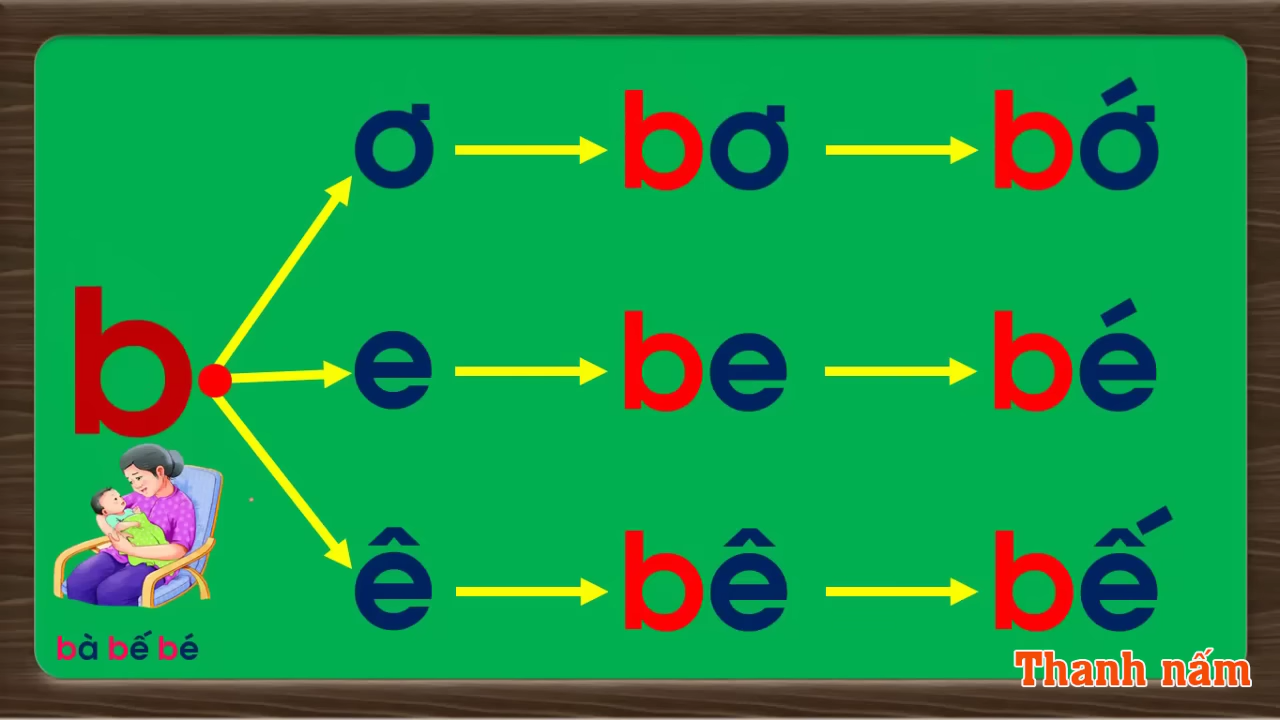 ơ bơ bớ
b e be bé
ê bê bế
bà bế bé
Thanh nấm